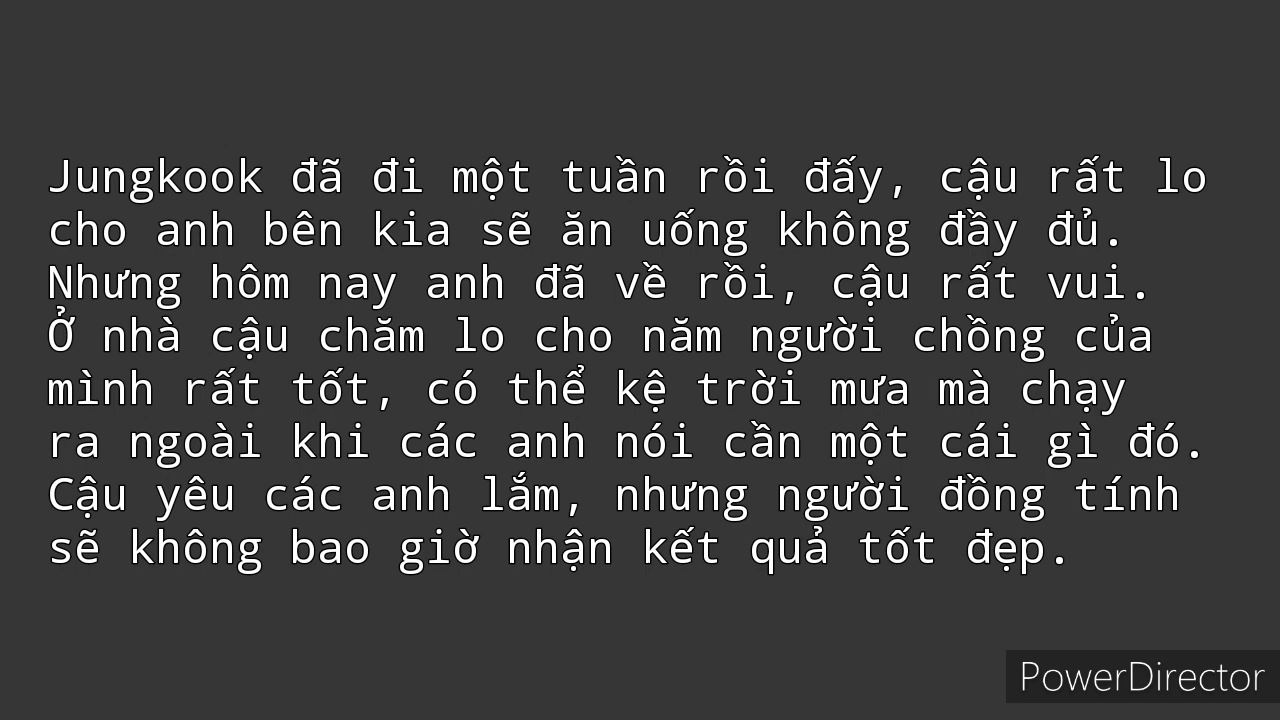 Jungkook đã đi một tuần rồi đấy, cậu rất lo
cho anh bên kia sẽ ăn uống không đầy đủ.
Nhưng hôm nay anh đã về rồi, cậu rất vui.
Ở nhà cậu chăm lo cho năm người chồng của
mình rất tốt, có thể kệ trời mưa mà chạy
ra ngoài khi các anh nói cần một cái gì đó.
Cậu yêu các anh lắm, nhưng người đồng tính
sẽ không bao giờ nhận kết quả tốt đẹp.
PowerDirector